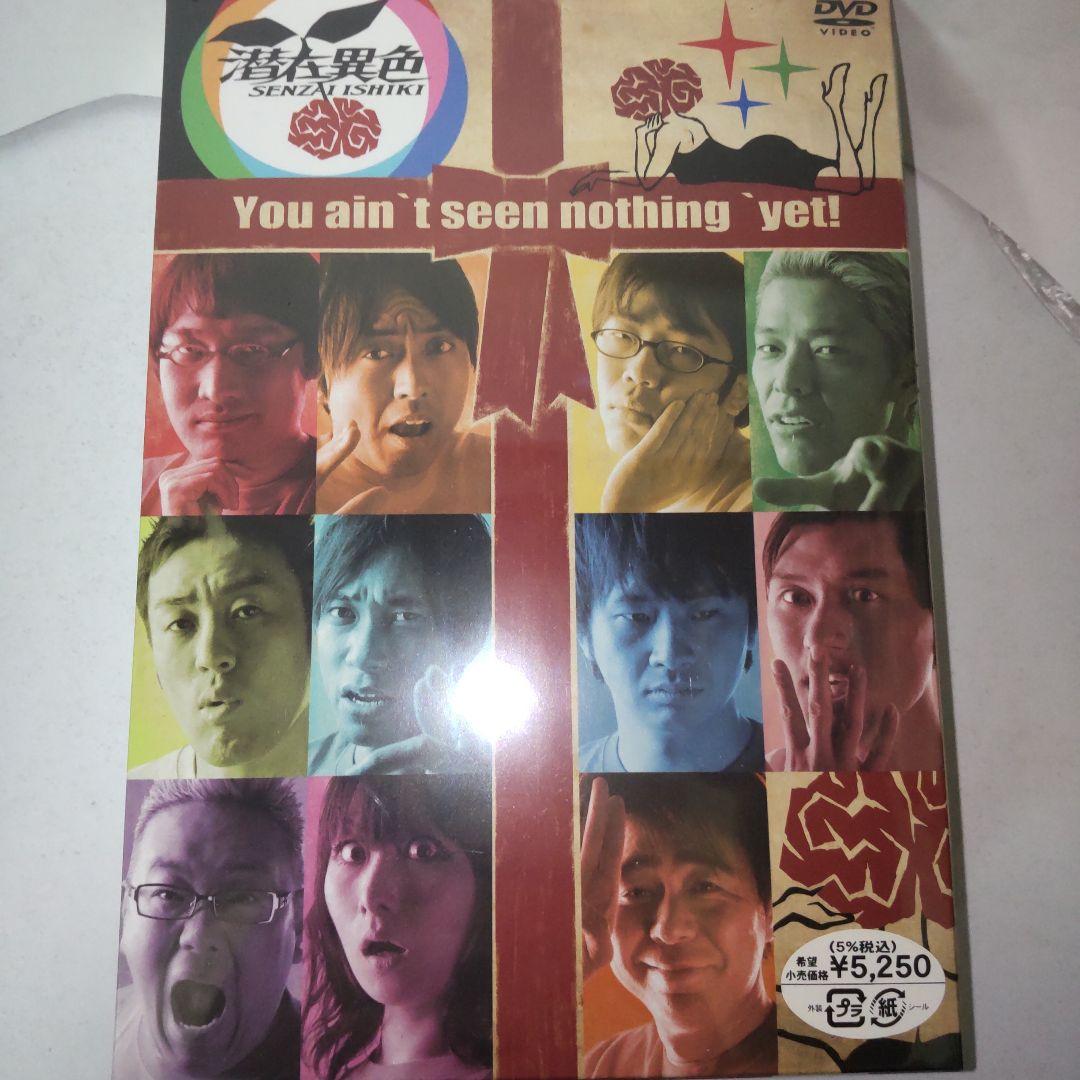 DVD
VIDEO
潜在異色
SENZAI ISHIKI
You ain`t seen nothing `yet!
(5%税込)
希望
小売価格 ¥5,250
外装 プラ 紙 シール